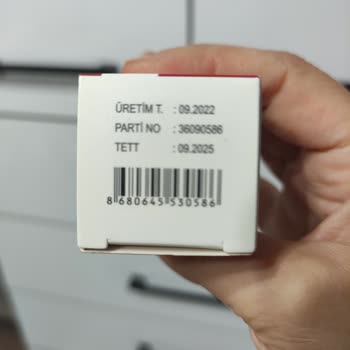 ÜRETİM T. : 09.2022
PARTİ NO : 36090586
TETT : 09.2025
8 680645 530586